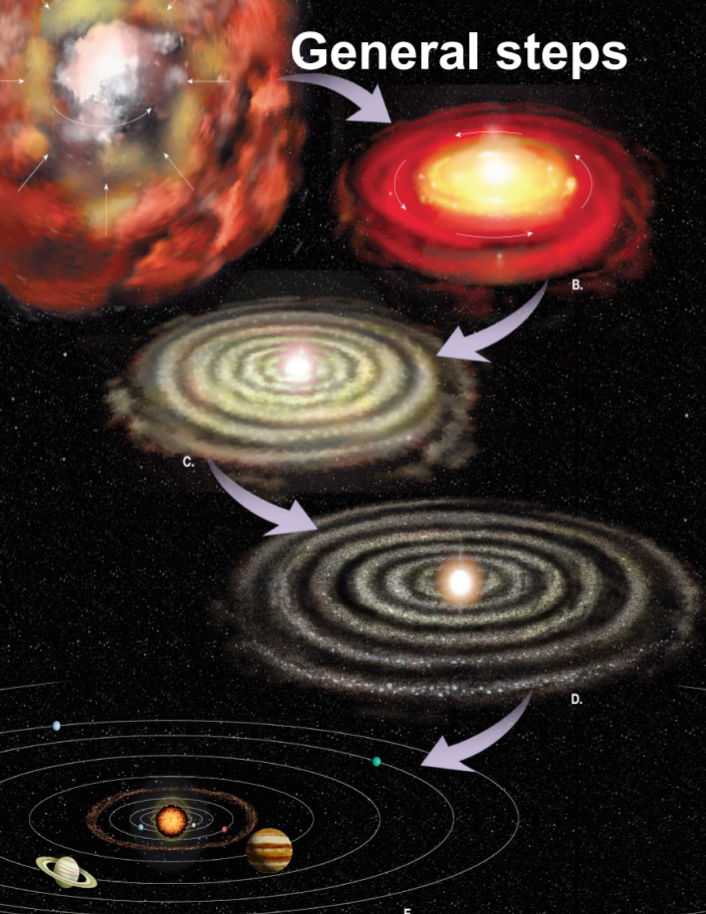 General steps
B.
C.
D.